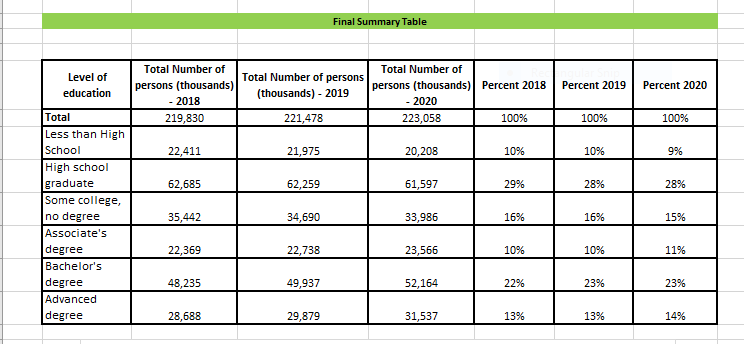 Final Summary Table
Level of education | Total Number of persons (thousands) - 2018 | Total Number of persons (thousands) - 2019 | Total Number of persons (thousands) - 2020 | Percent 2018 | Percent 2019 | Percent 2020
Total | 219,830 | 221,478 | 223,058 | 100% | 100% | 100%
Less than High School | 22,411 | 21,975 | 20,208 | 10% | 10% | 9%
High school graduate | 62,685 | 62,259 | 61,597 | 29% | 28% | 28%
Some college, no degree | 35,442 | 34,690 | 33,986 | 16% | 16% | 15%
Associate's degree | 22,369 | 22,738 | 23,566 | 10% | 10% | 11%
Bachelor's degree | 48,235 | 49,937 | 52,164 | 22% | 23% | 23%
Advanced degree | 28,688 | 29,879 | 31,537 | 13% | 13% | 14%